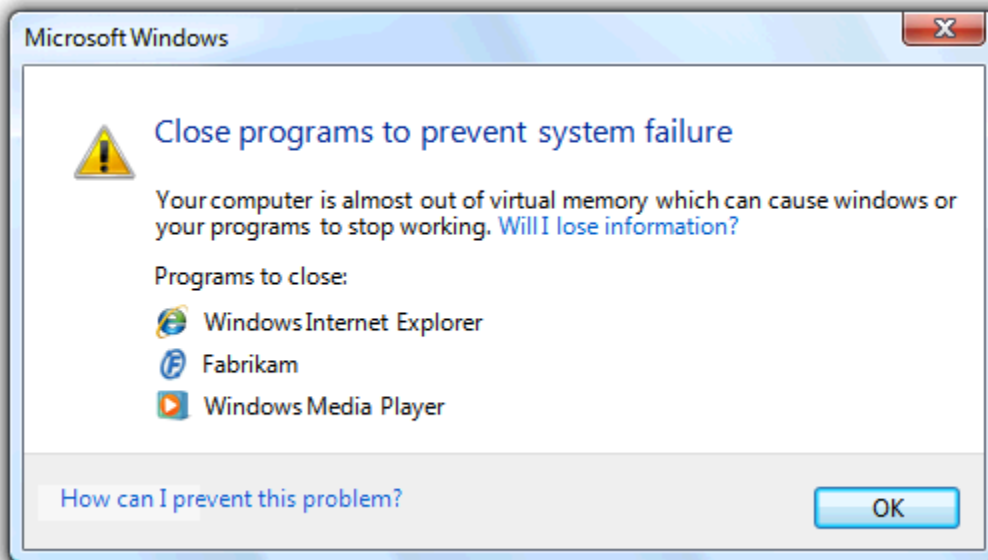 Microsoft Windows
Close programs to prevent system failure
Your computer is almost out of virtual memory which can cause windows or
your programs to stop working. Will I lose information?
Programs to close:
Windows Internet Explorer
Fabrikam
Windows Media Player
How can I prevent this problem?
OK